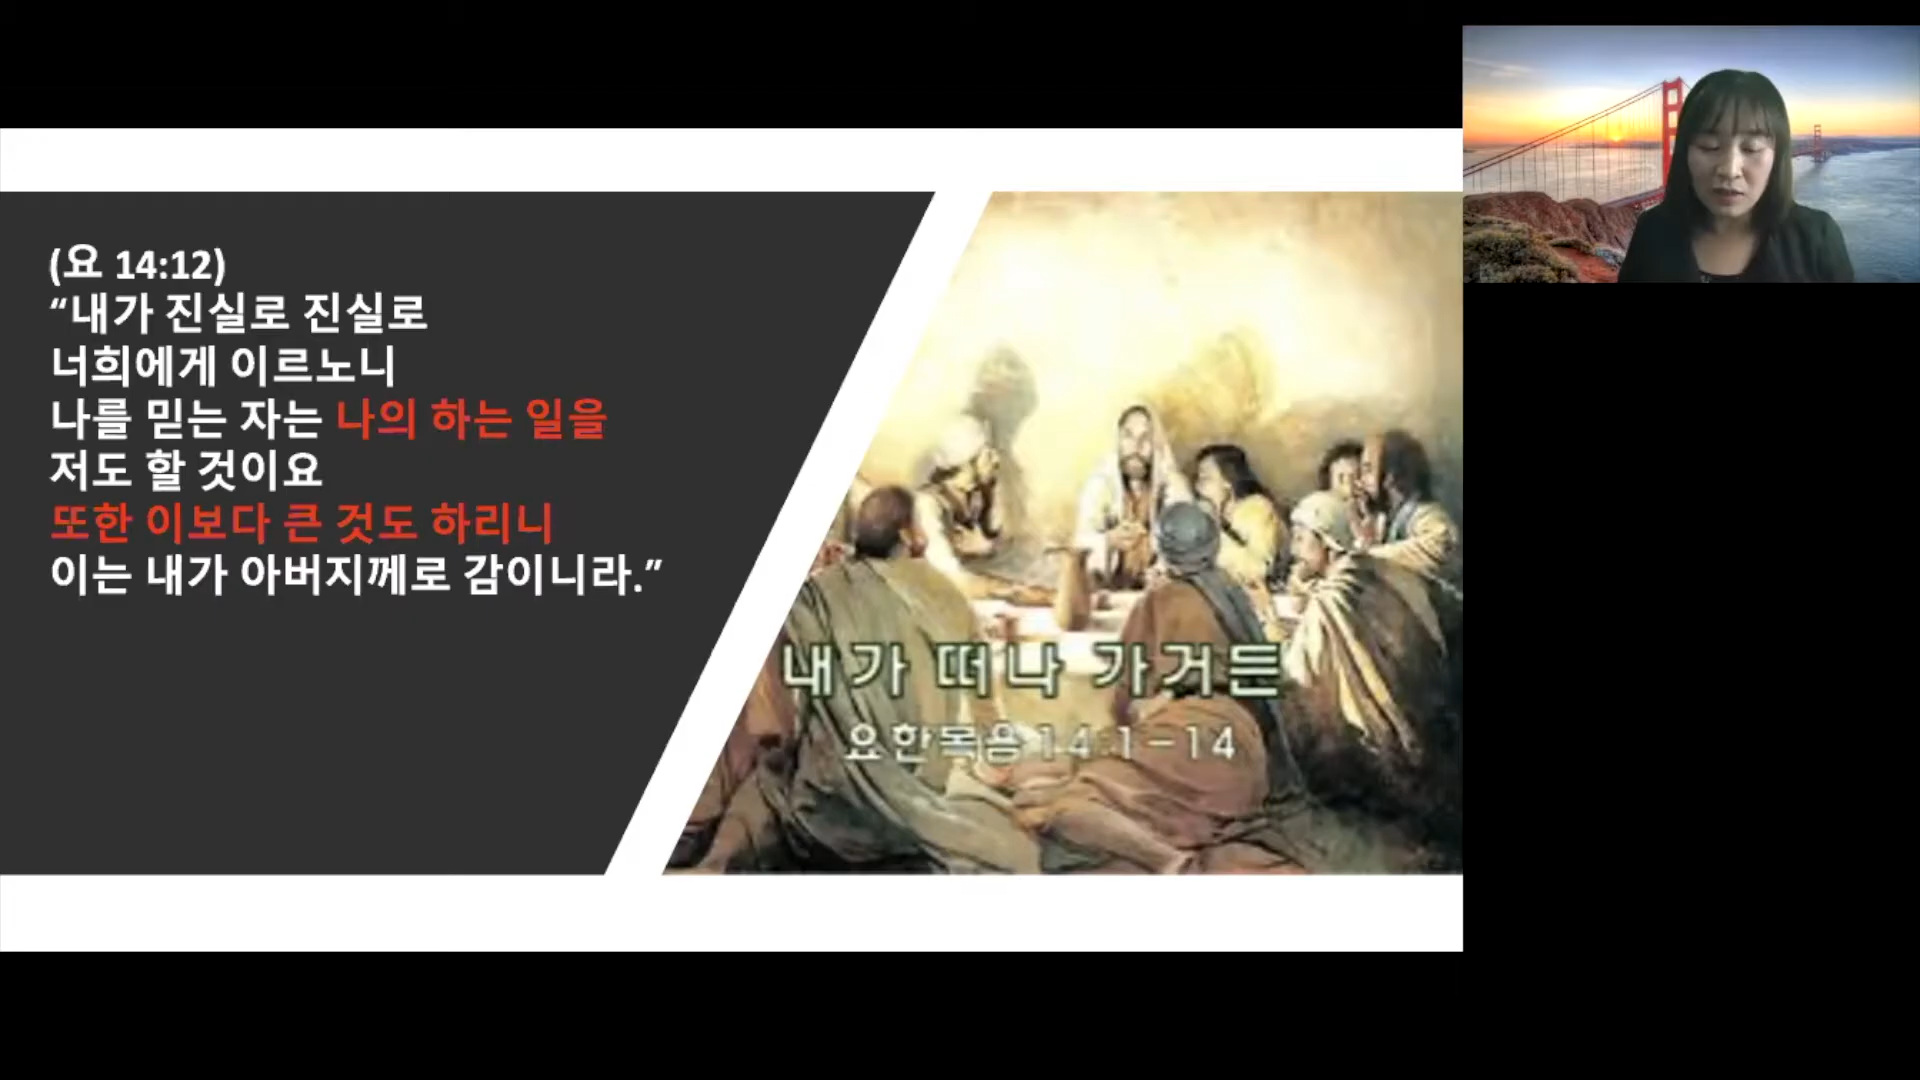 (요 14:12)
“내가 진실로 진실로
너희에게 이르노니
나를 믿는 자는 나의 하는 일을
저도 할 것이요
또한 이보다 큰 것도 하리니
이는 내가 아버지께로 감이니라.”
내가 떠나 가거든
요한복음 14:1-14